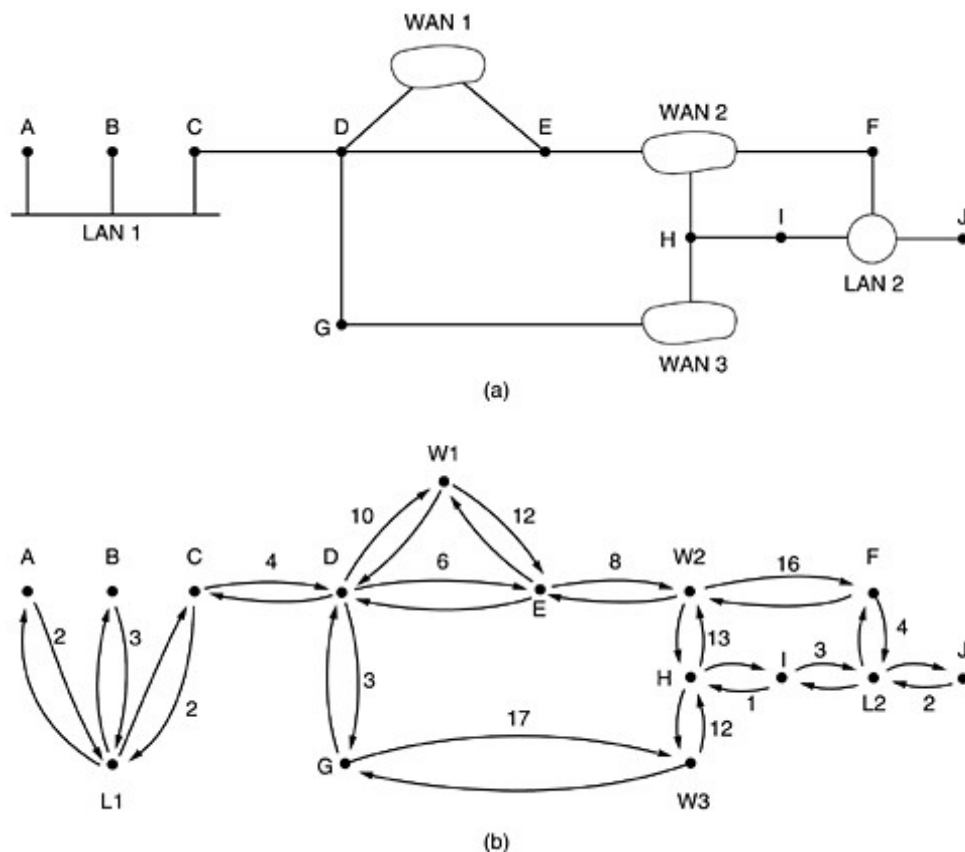 WAN 1
A B C D E WAN 2 F
LAN 1
H I J
LAN 2
G
WAN 3
(a)
W1
10 12
A B C 4 D 6 8 W2 16 F
E
2 3 13 3 4 J
2 3 H 1 L2 2
I
17 12
G
L1 W3
(b)